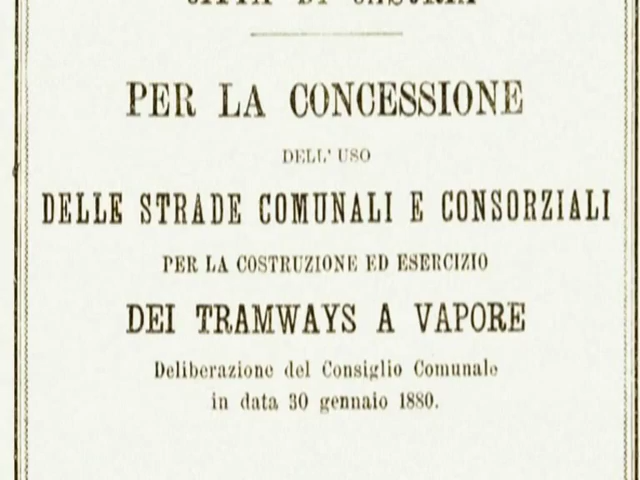 PER LA CONCESSIONE
DELL' USO
DELLE STRADE COMUNALI E CONSORZIALI
PER LA COSTRUZIONE ED ESERCIZIO
DEI TRAMWAYS A VAPORE
Deliberazione del Consiglio Comunale
in data 30 gennaio 1880.